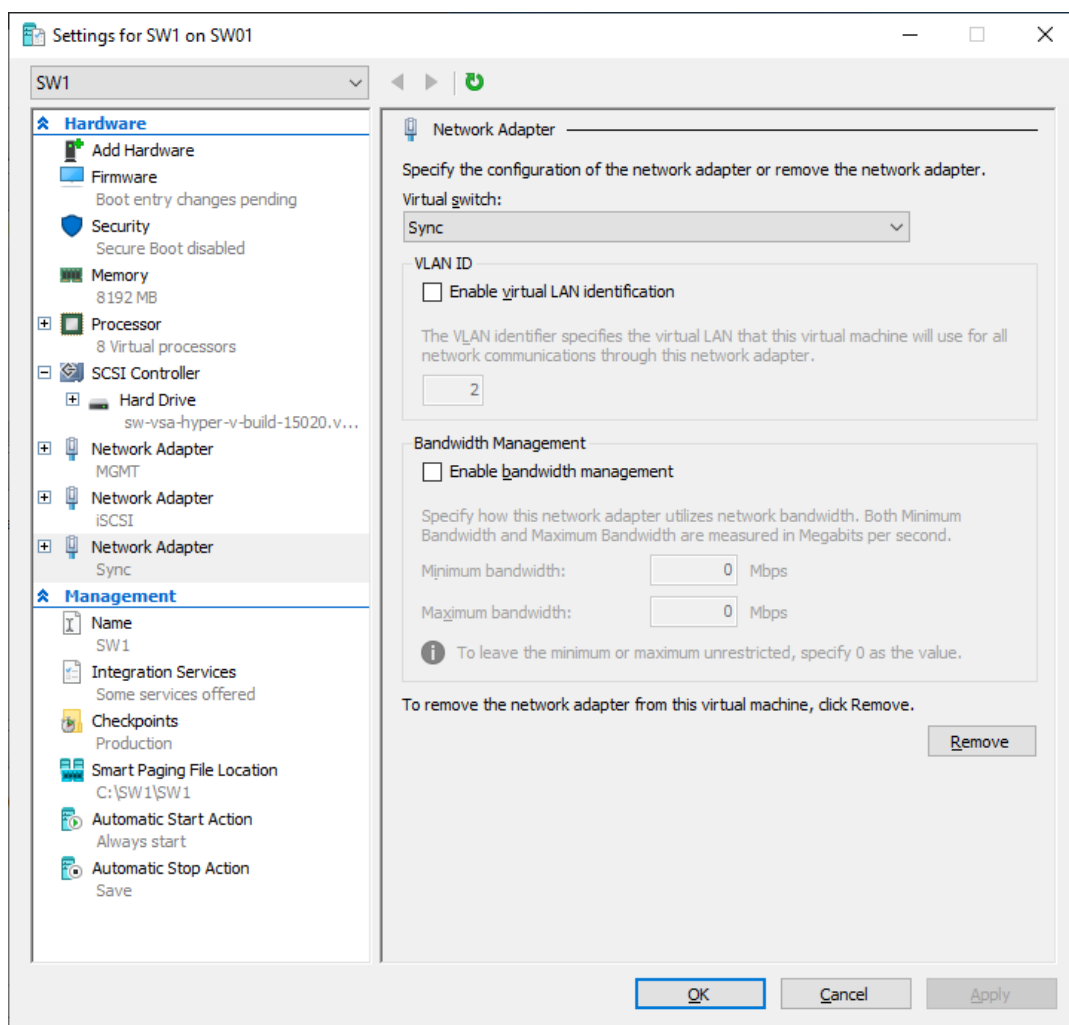 Settings for SW1 on SW01
SW1
Hardware
Add Hardware
Firmware
Boot entry changes pending
Security
Secure Boot disabled
Memory
8192 MB
Processor
8 Virtual processors
SCSI Controller
Hard Drive
sw-vsa-hyper-v-build-15020.v...
Network Adapter
MGMT
Network Adapter
iSCSI
Network Adapter
Sync
Management
Name
SW1
Integration Services
Some services offered
Checkpoints
Production
Smart Paging File Location
C:\SW1\SW1
Automatic Start Action
Always start
Automatic Stop Action
Save
Network Adapter
Specify the configuration of the network adapter or remove the network adapter.
Virtual switch:
Sync
VLAN ID
Enable virtual LAN identification
The VLAN identifier specifies the virtual LAN that this virtual machine will use for all
network communications through this network adapter.
2
Bandwidth Management
Enable bandwidth management
Specify how this network adapter utilizes network bandwidth. Both Minimum
Bandwidth and Maximum Bandwidth are measured in Megabits per second.
Minimum bandwidth: 0 Mbps
Maximum bandwidth: 0 Mbps
To leave the minimum or maximum unrestricted, specify 0 as the value.
To remove the network adapter from this virtual machine, click Remove.
Remove
OK Cancel Apply